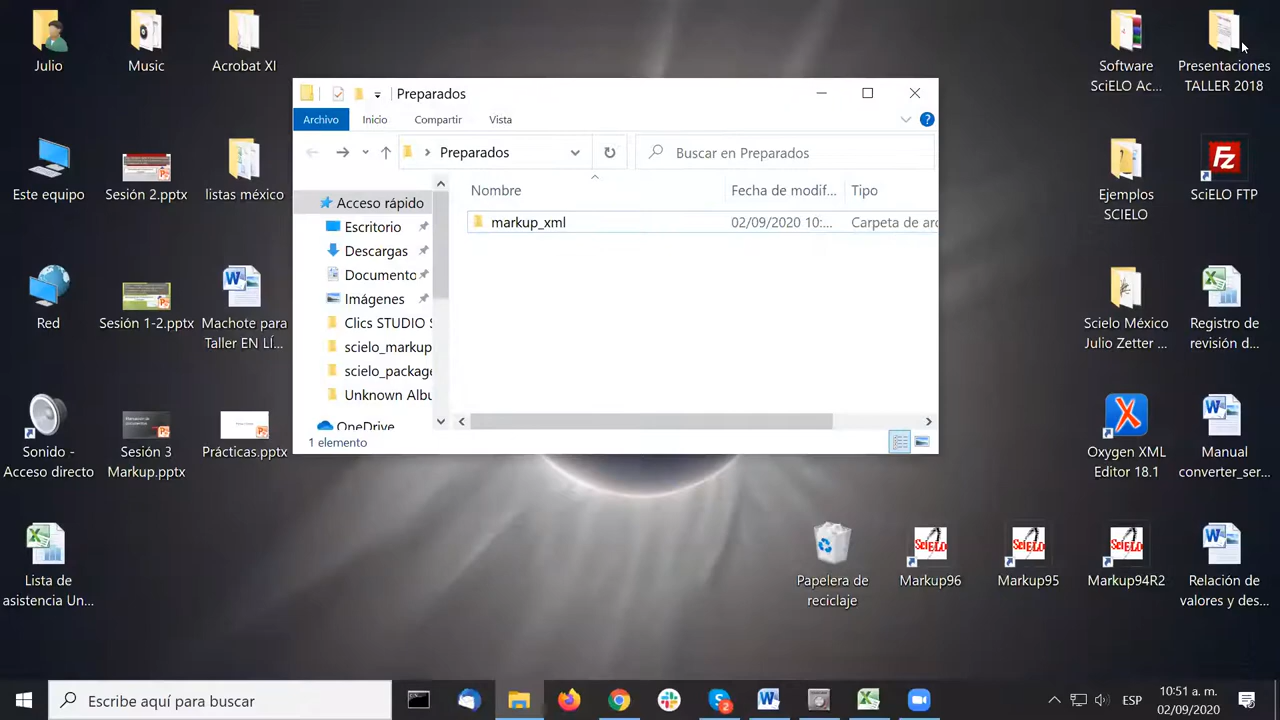 Julio
Music
Acrobat XI
Software
SciELO Ac...
Presentaciones
TALLER 2018
Preparados
Archivo
Inicio
Compartir
Vista
Preparados
Buscar en Preparados
Nombre
Fecha de modif...
Tipo
markup_xml
02/09/2020 10:...
Carpeta de arc
Acceso rápido
Escritorio
Descargas
Documento
Imágenes
Clics STUDIO S
scielo_markup
scielo_package
Unknown Albu
OneDrive
1 elemento
Este equipo
Sesión 2.pptx
listas méxico
Ejemplos
SCIELO
SciELO FTP
Red
Sesión 1-2.pptx
Machote para
Taller EN LÍ...
Scielo México
Julio Zetter ...
Registro de
revisión d...
Sonido -
Acceso directo
Sesión 3
Markup.pptx
Prácticas.pptx
Oxygen XML
Editor 18.1
Manual
converter_ser...
Lista de
asistencia Un...
Papelera de
reciclaje
SciELO
Markup96
SciELO
Markup95
SciELO
Markup94R2
Relación de
valores y des...
Escribe aquí para buscar
2
ESP
10:51 p. m.
02/09/2020